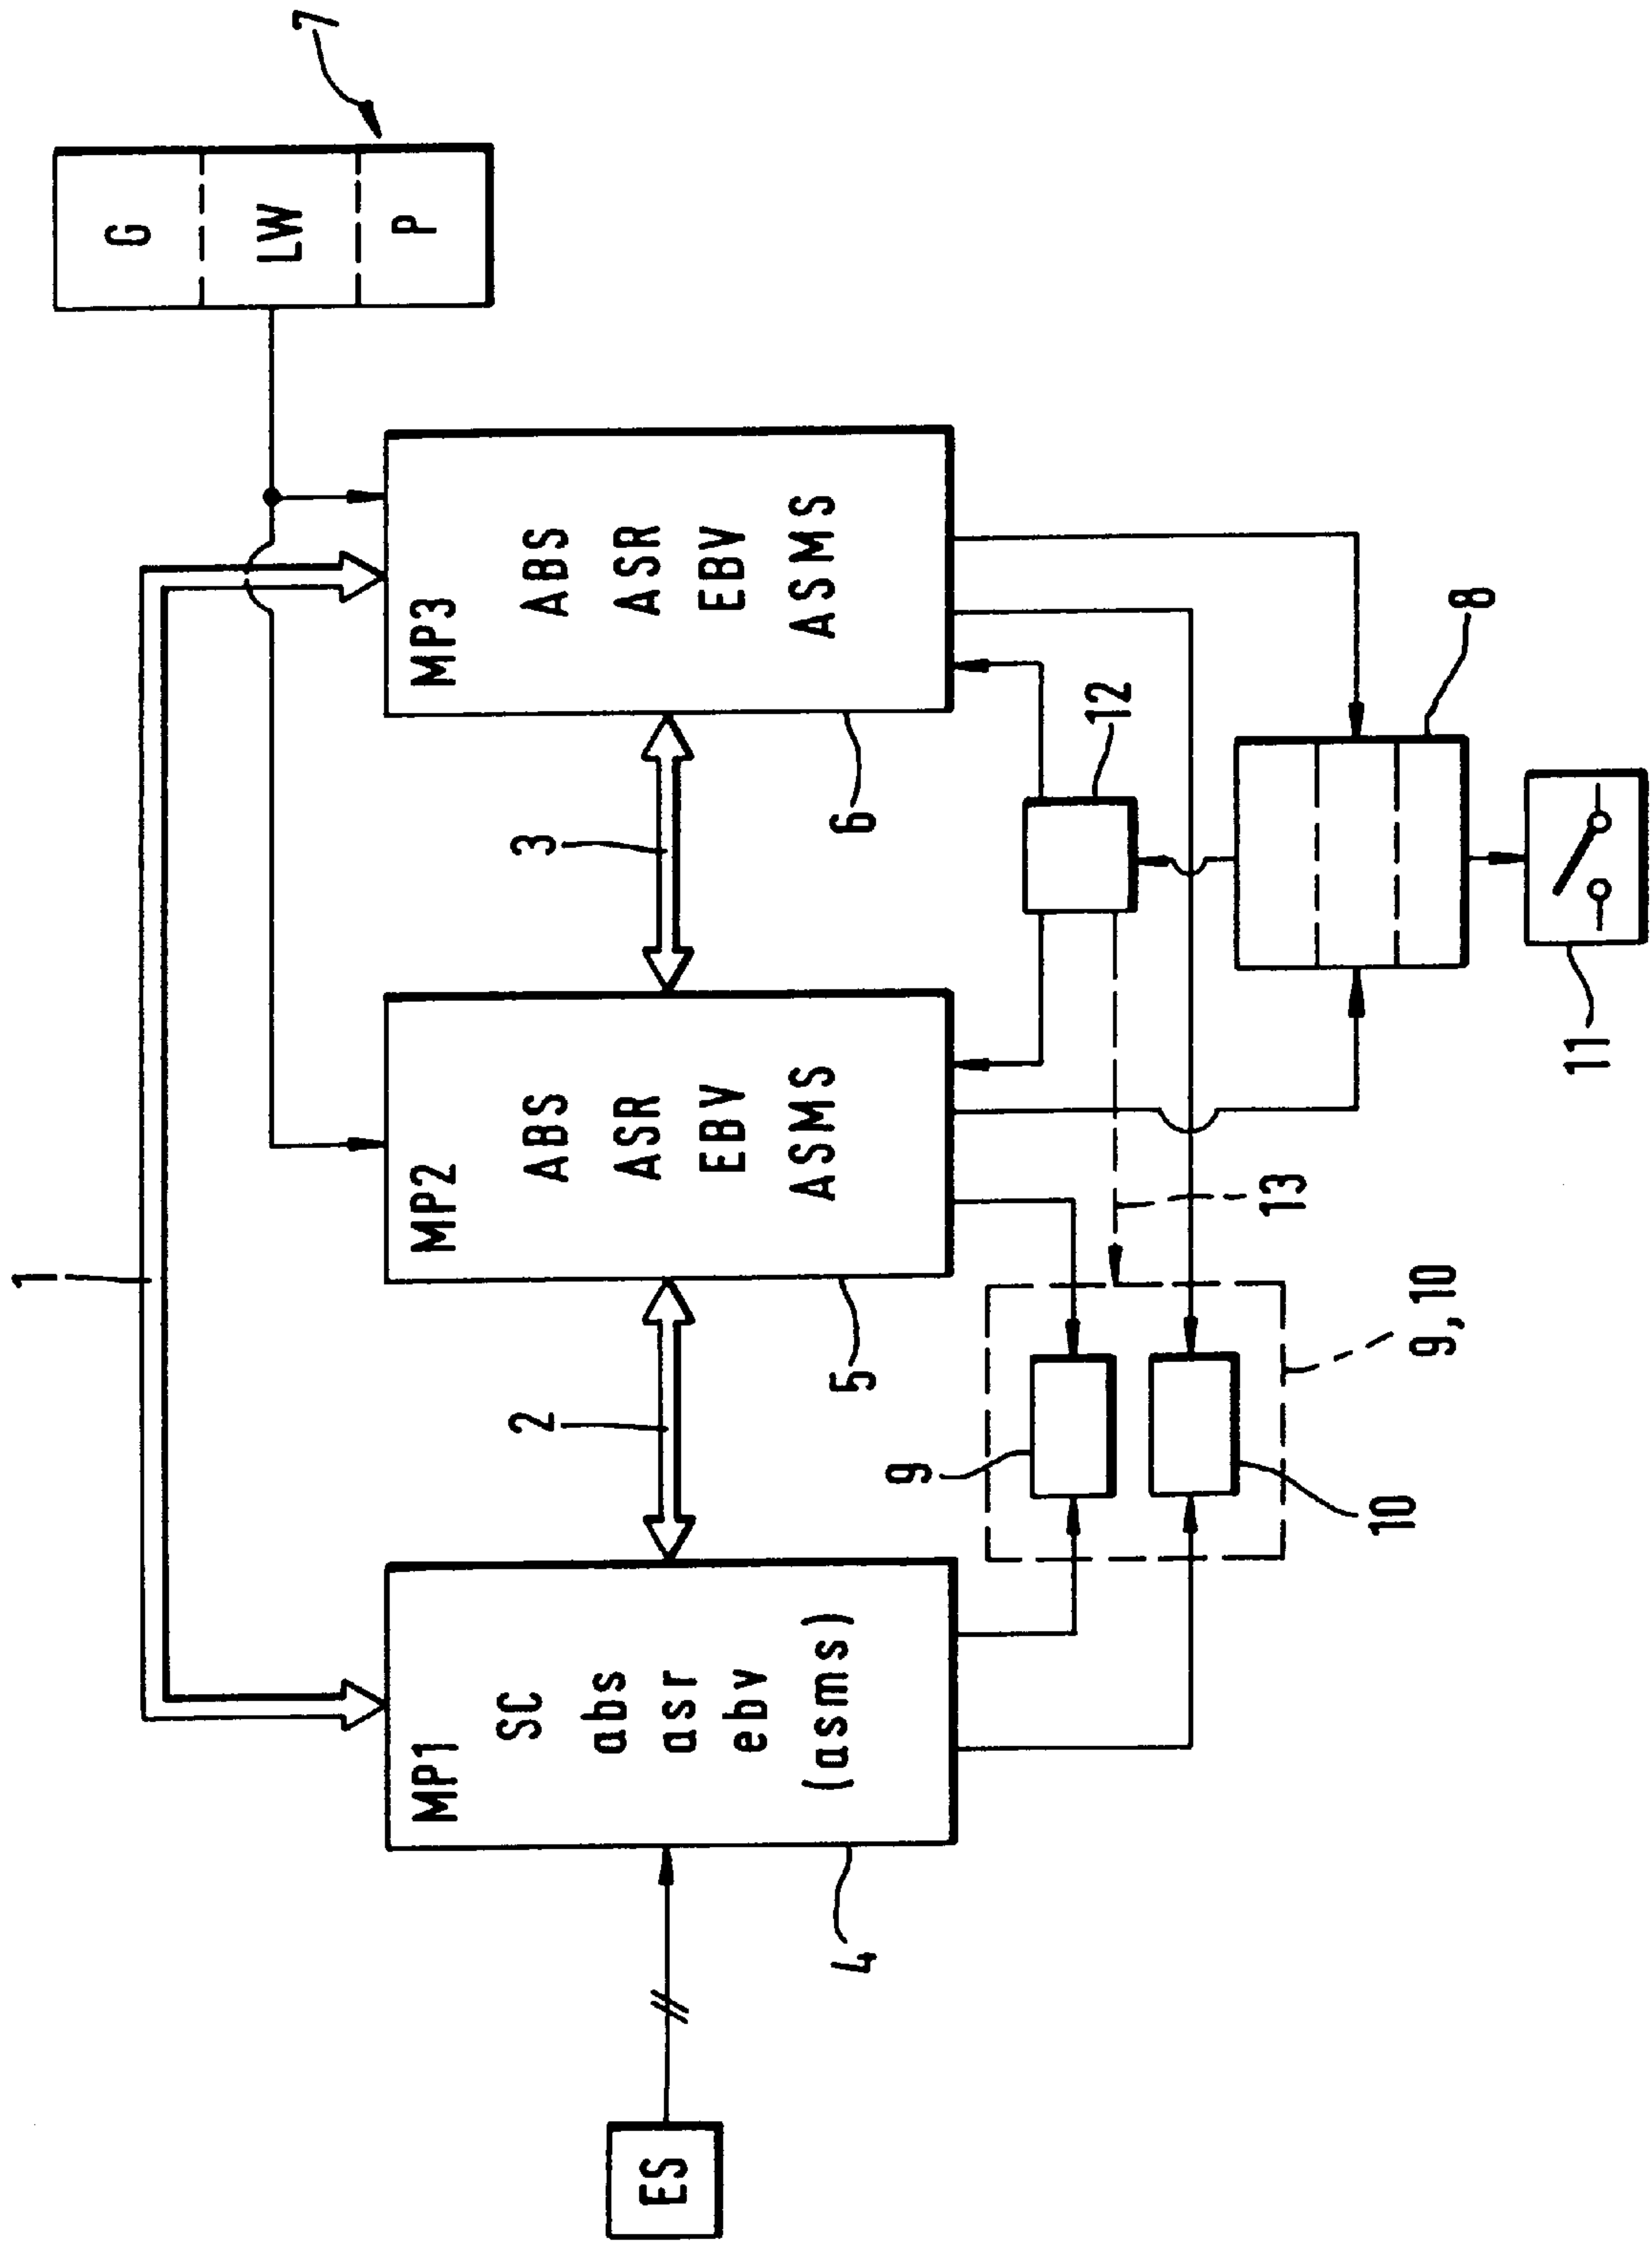 1
7
G
LW
P
MP1
SC
abs
asr
ebv
(asms)
2
MP2
ABS
ASR
EBV
ASMS
3
MP3
ABS
ASR
EBV
ASMS
ES
4
5
6
9
10
9, 10
13
12
8
11